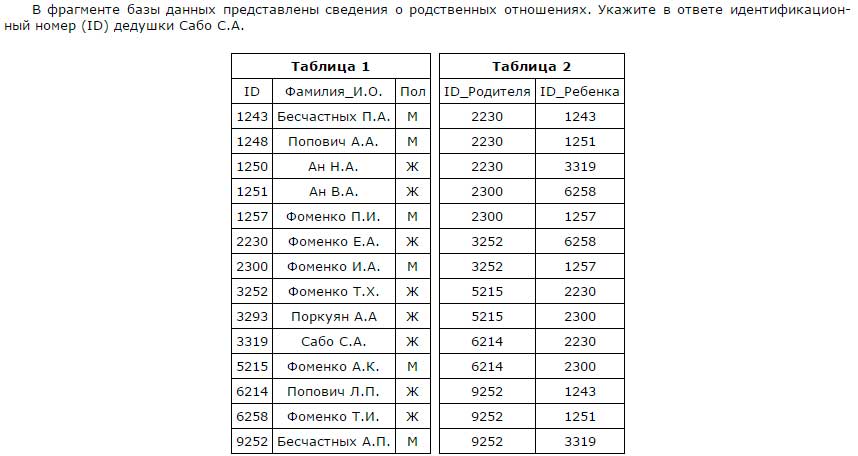 В фрагменте базы данных представлены сведения о родственных отношениях. Укажите в ответе идентификацион-
ный номер (ID) дедушки Сабо С.А.
Таблица 1 Таблица 2
ID Фамилия_И.О. Пол ID_Родителя ID_Ребенка
1243 Бесчастных П.А. М 2230 1243
1248 Попович А.А. М 2230 1251
1250 Ан Н.А. Ж 2230 3319
1251 Ан В.А. Ж 2300 6258
1257 Фоменко П.И. М 2300 1257
2230 Фоменко Е.А. Ж 3252 6258
2300 Фоменко И.А. М 3252 1257
3252 Фоменко Т.Х. Ж 5215 2230
3293 Поркуян А.А Ж 5215 2300
3319 Сабо С.А. Ж 6214 2230
5215 Фоменко А.К. М 6214 2300
6214 Попович Л.П. Ж 9252 1243
6258 Фоменко Т.И. Ж 9252 1251
9252 Бесчастных А.П. М 9252 3319